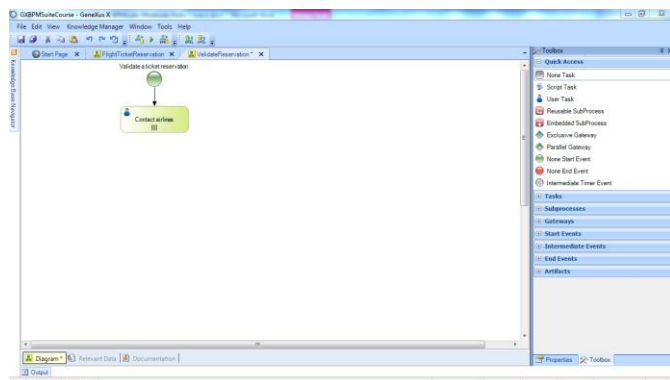 GXBPMSuiteCourse - GeneXus X
File Edit View Knowledge Manager Window Tools Help
Start Page FlightTicketReservation ValidateReservation *
Knowledge Base Navigator
Validate a ticket reservation
Contact airlines
Toolbox
Quick Access
None Task
Script Task
User Task
Reusable SubProcess
Embedded SubProcess
Exclusive Gateway
Parallel Gateway
None Start Event
None End Event
Intermediate Timer Event
Tasks
Subprocesses
Gateways
Start Events
Intermediate Events
End Events
Artifacts
Diagram * Relevant Data Documentation
Properties Toolbox
Output